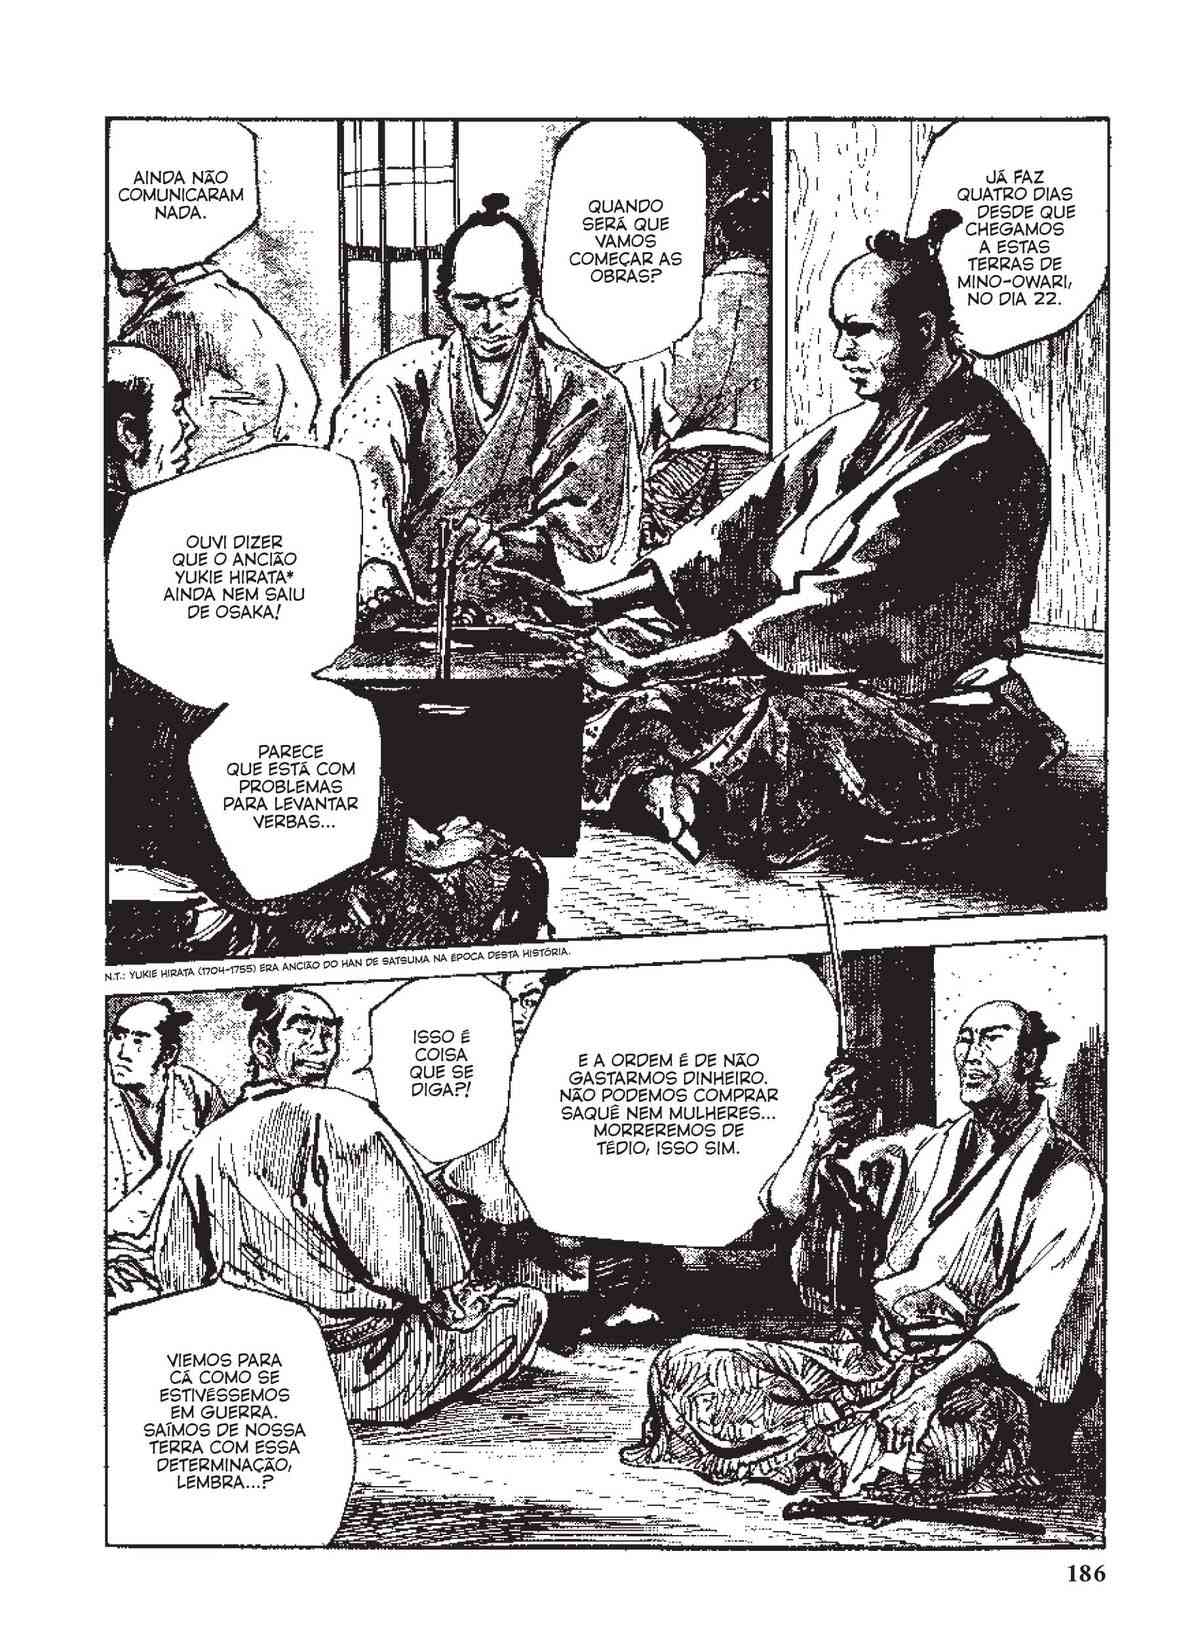 JÁ FAZ
QUATRO DIAS
DESDE QUE
CHEGAMOS
A ESTAS
TERRAS DE
MINO-OWARI,
NO DIA 22.
QUANDO
SERÁ QUE
VAMOS
COMEÇAR AS
OBRAS?
AINDA NÃO
COMUNICARAM
NADA.
OUVI DIZER
QUE O ANCIÃO
YUKIE HIRATA*
AINDA NEM SAIU
DE OSAKA!
PARECE
QUE ESTÁ COM
PROBLEMAS
PARA LEVANTAR
VERBAS...
N.T.: YUKIE HIRATA (1704-1755) ERA ANCIÃO DO HAN DE SATSUMA NA ÉPOCA DESTA HISTÓRIA.
E A ORDEM É DE NÃO
GASTARMOS DINHEIRO.
NÃO PODEMOS COMPRAR
SAQUÊ NEM MULHERES...
MORREREMOS DE
TÉDIO, ISSO SIM.
ISSO É
COISA
QUE SE
DIGA?!
VIEMOS PARA
CÁ COMO SE
ESTIVÉSSEMOS
EM GUERRA.
SAÍMOS DE NOSSA
TERRA COM ESSA
DETERMINAÇÃO,
LEMBRA...?
186